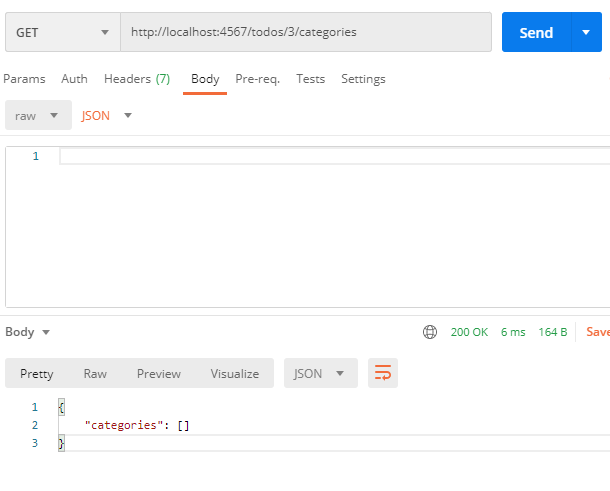 GET http://localhost:4567/todos/3/categories Send
Params Auth Headers (7) Body Pre-req. Tests Settings
raw JSON
1
Body 200 OK 6 ms 164 B Save
Pretty Raw Preview Visualize JSON
1 {
2 "categories": []
3 }